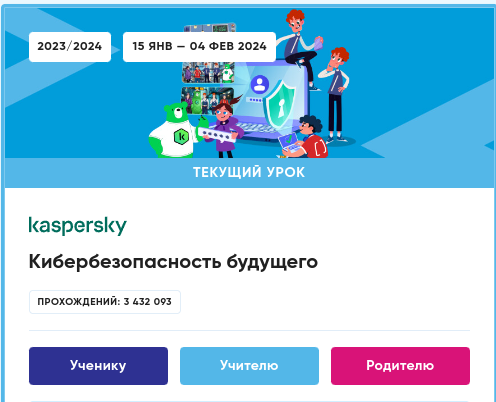 2023/2024
15 ЯНВ — 04 ФЕВ 2024
ТЕКУЩИЙ УРОК
kaspersky
Кибербезопасность будущего
ПРОХОЖДЕНИЙ: 3 432 093
Ученику
Учителю
Родителю